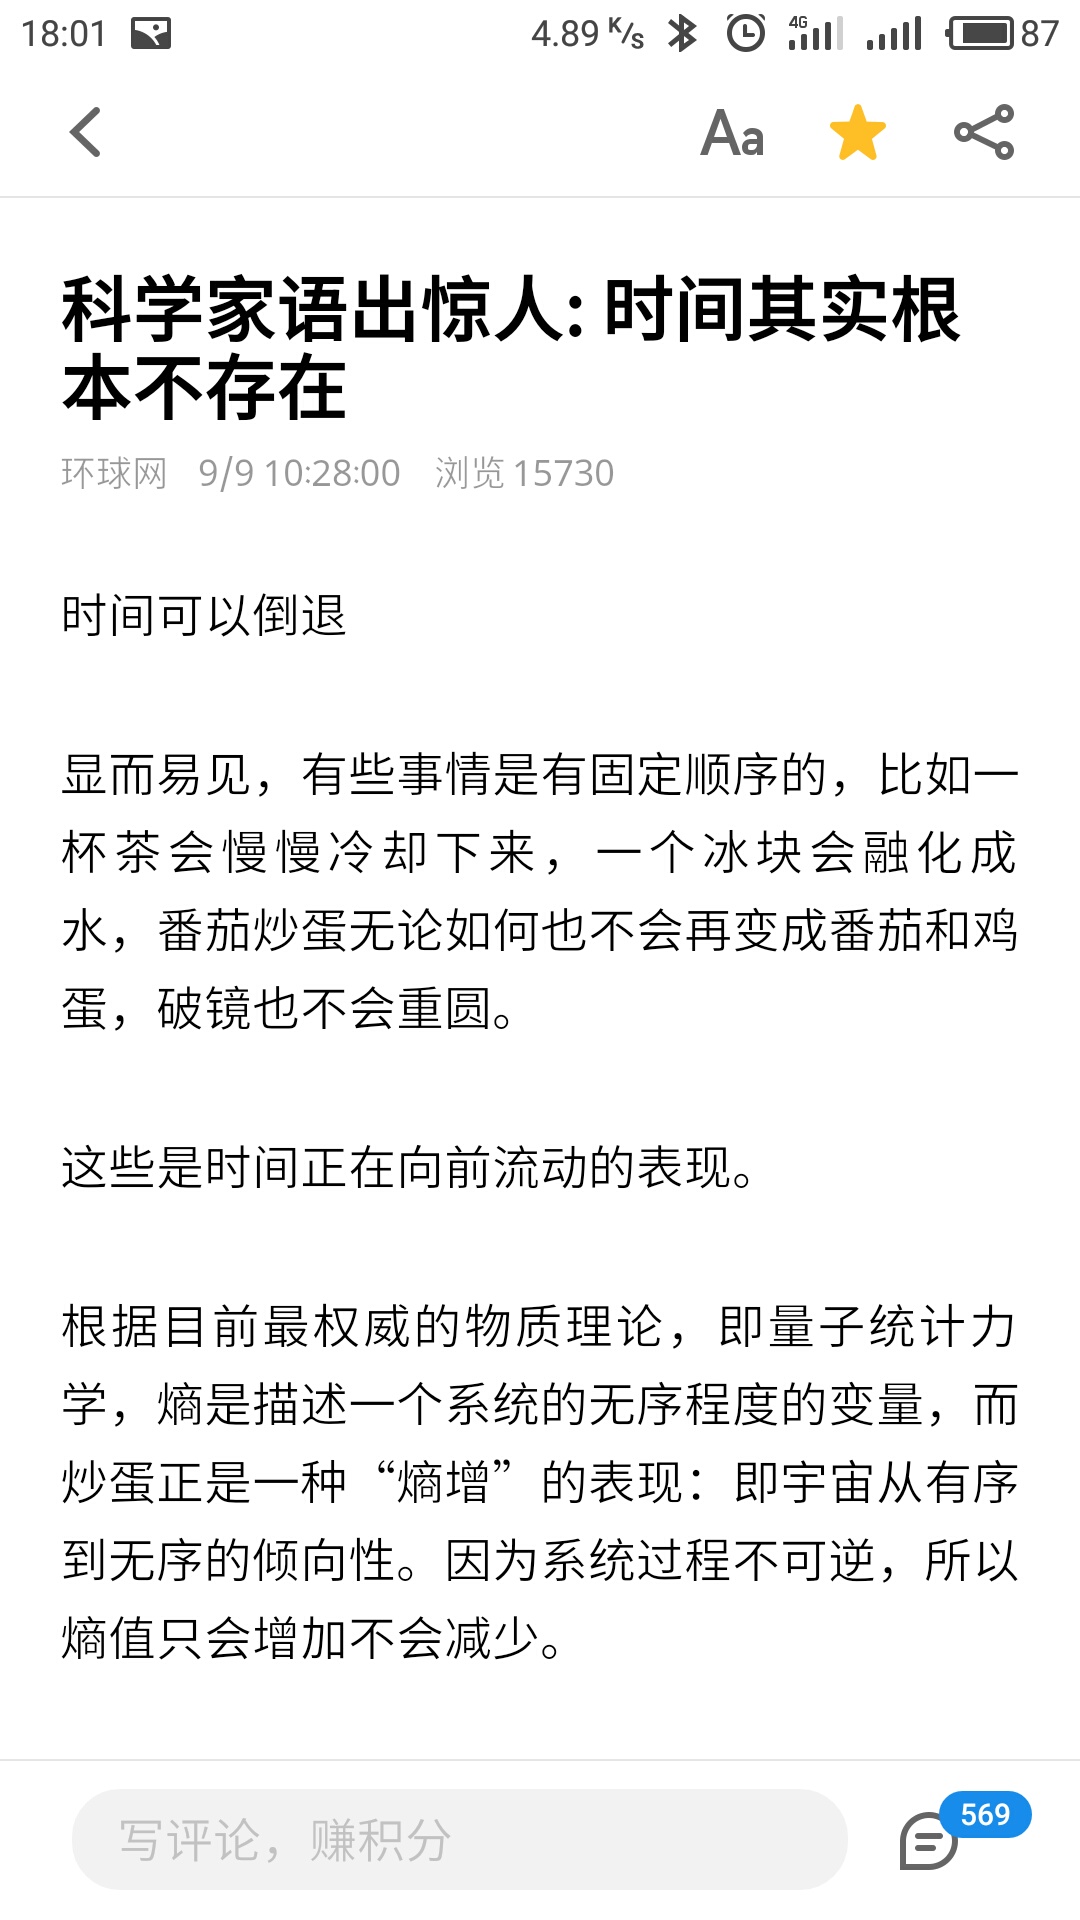 18:01 4.89 K/s 4G 87
Aa
科学家语出惊人: 时间其实根
本不存在
环球网 9/9 10:28:00 浏览 15730
时间可以倒退
显而易见，有些事情是有固定顺序的，比如一
杯茶会慢慢冷却下来，一个冰块会融化成
水，番茄炒蛋无论如何也不会再变成番茄和鸡
蛋，破镜也不会重圆。
这些是时间正在向前流动的表现。
根据目前最权威的物质理论，即量子统计力
学，熵是描述一个系统的无序程度的变量，而
炒蛋正是一种“熵增”的表现：即宇宙从有序
到无序的倾向性。因为系统过程不可逆，所以
熵值只会增加不会减少。
写评论，赚积分
569